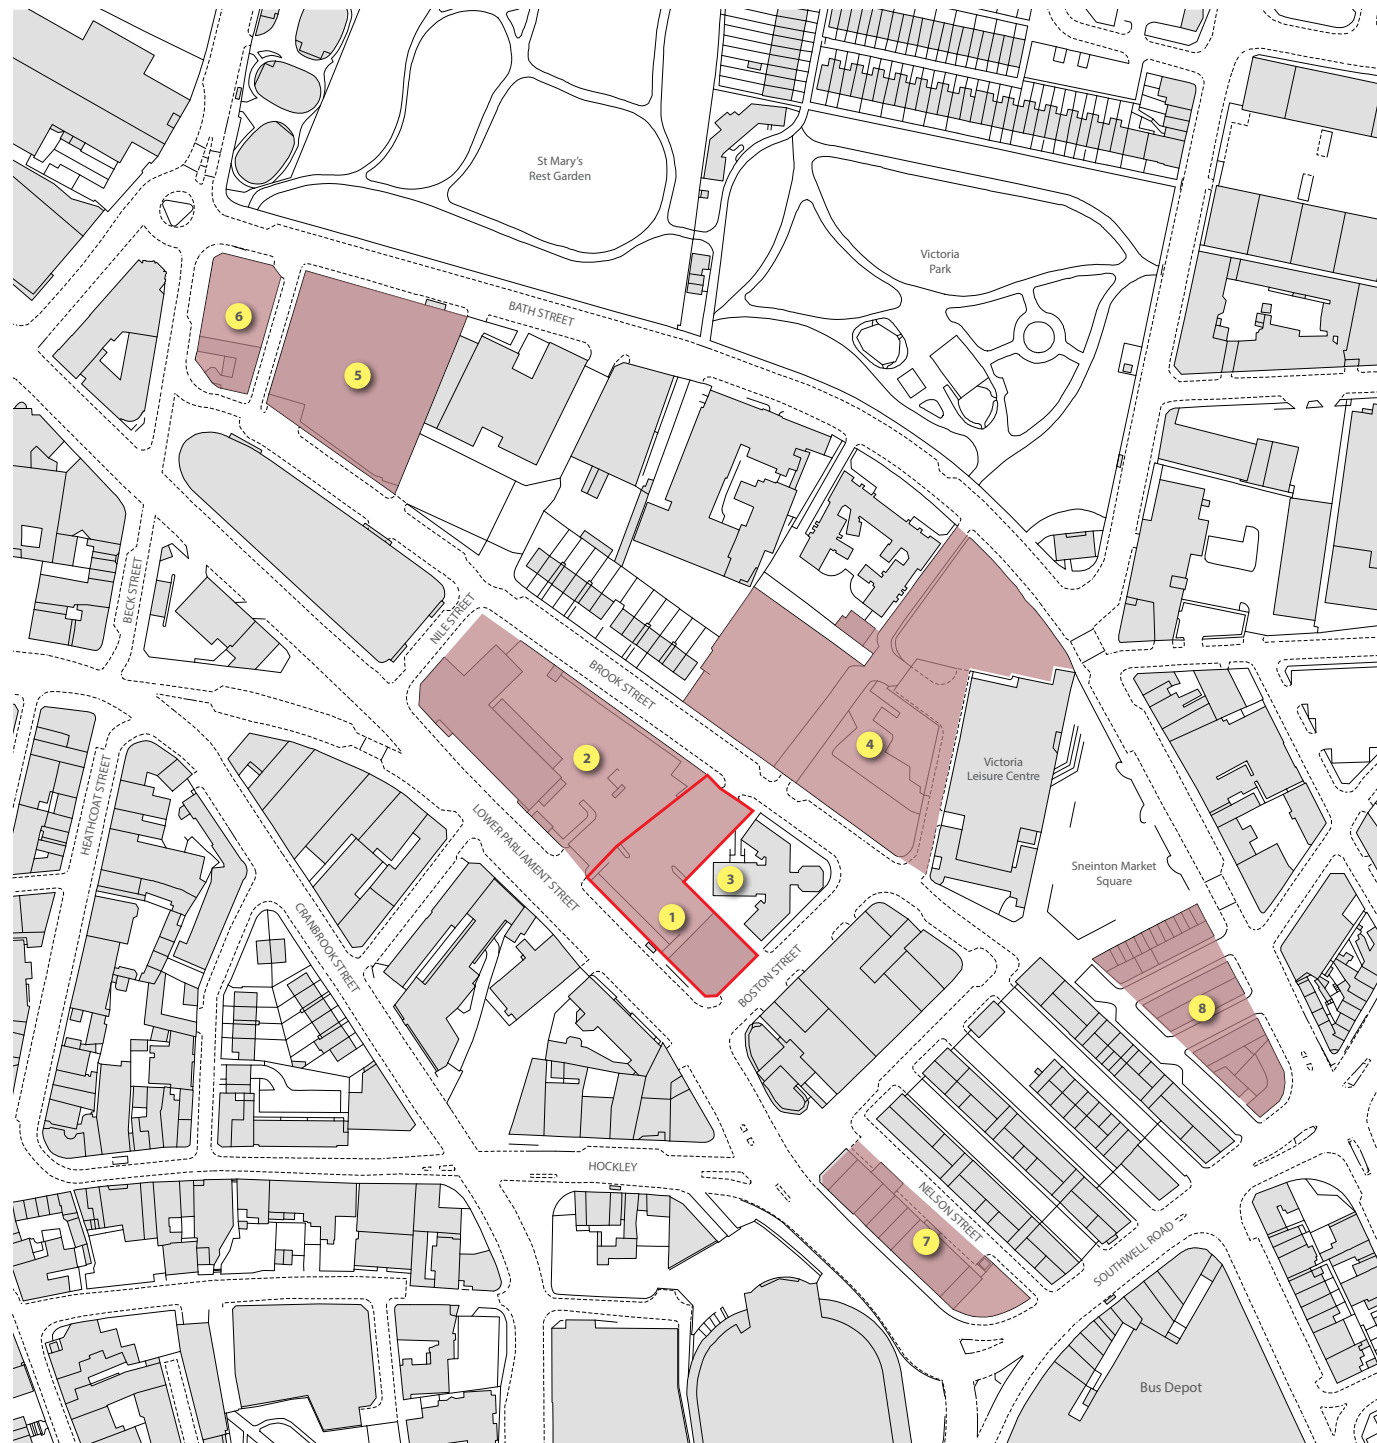 St Mary's
Rest Garden
Victoria
Park
6
BATH STREET
5
BECK STREET
NILE STREET
BROOK STREET
2
4
Victoria
Leisure Centre
HEATHCOAT STREET
LOWER PARLIAMENT STREET
3
Sneinton Market
Square
1
CRANBROOK STREET
BOSTON STREET
8
HOCKLEY
NELSON STREET
7
SOUTHWELL ROAD
Bus Depot